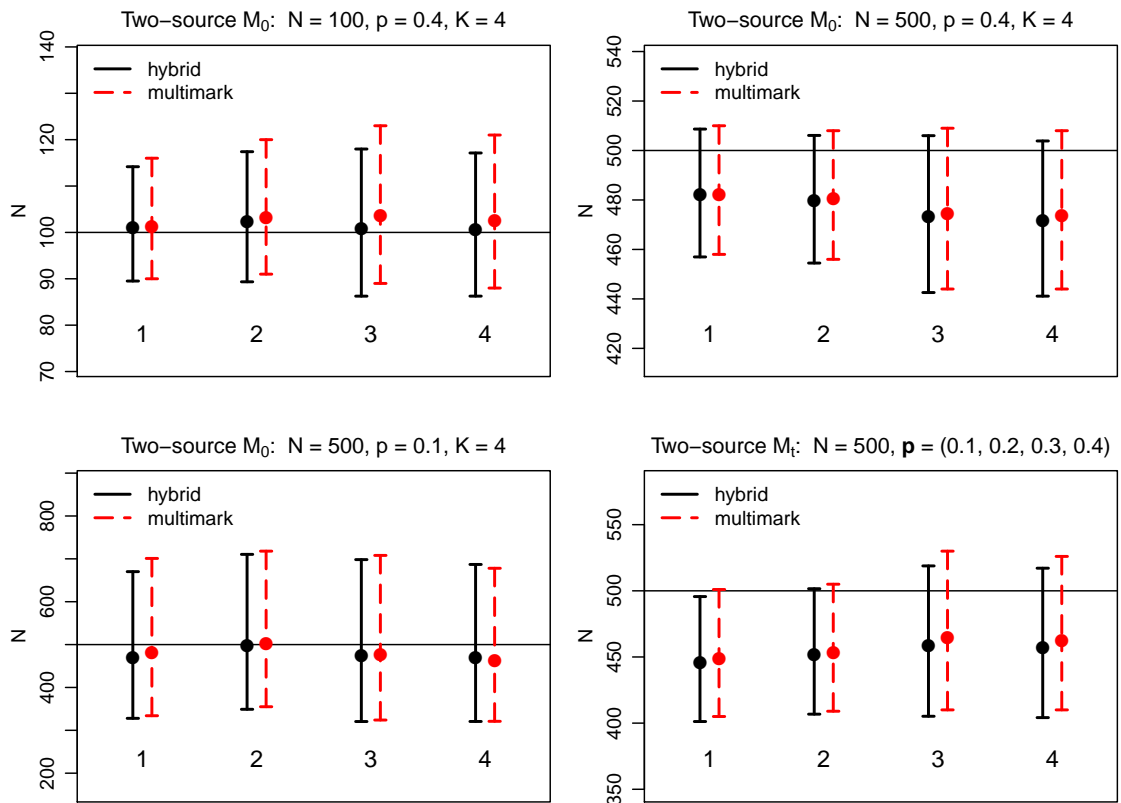 Two−source M₀: N = 100, p = 0.4, K = 4
140
120
100
90
80
70
N
hybrid
multimark
1 2 3 4
Two−source M₀: N = 500, p = 0.4, K = 4
540
520
500
480
460
440
420
N
hybrid
multimark
1 2 3 4
Two−source M₀: N = 500, p = 0.1, K = 4
800
600
400
200
N
hybrid
multimark
1 2 3 4
Two−source Mₜ: N = 500, p = (0.1, 0.2, 0.3, 0.4)
550
500
450
400
350
N
hybrid
multimark
1 2 3 4